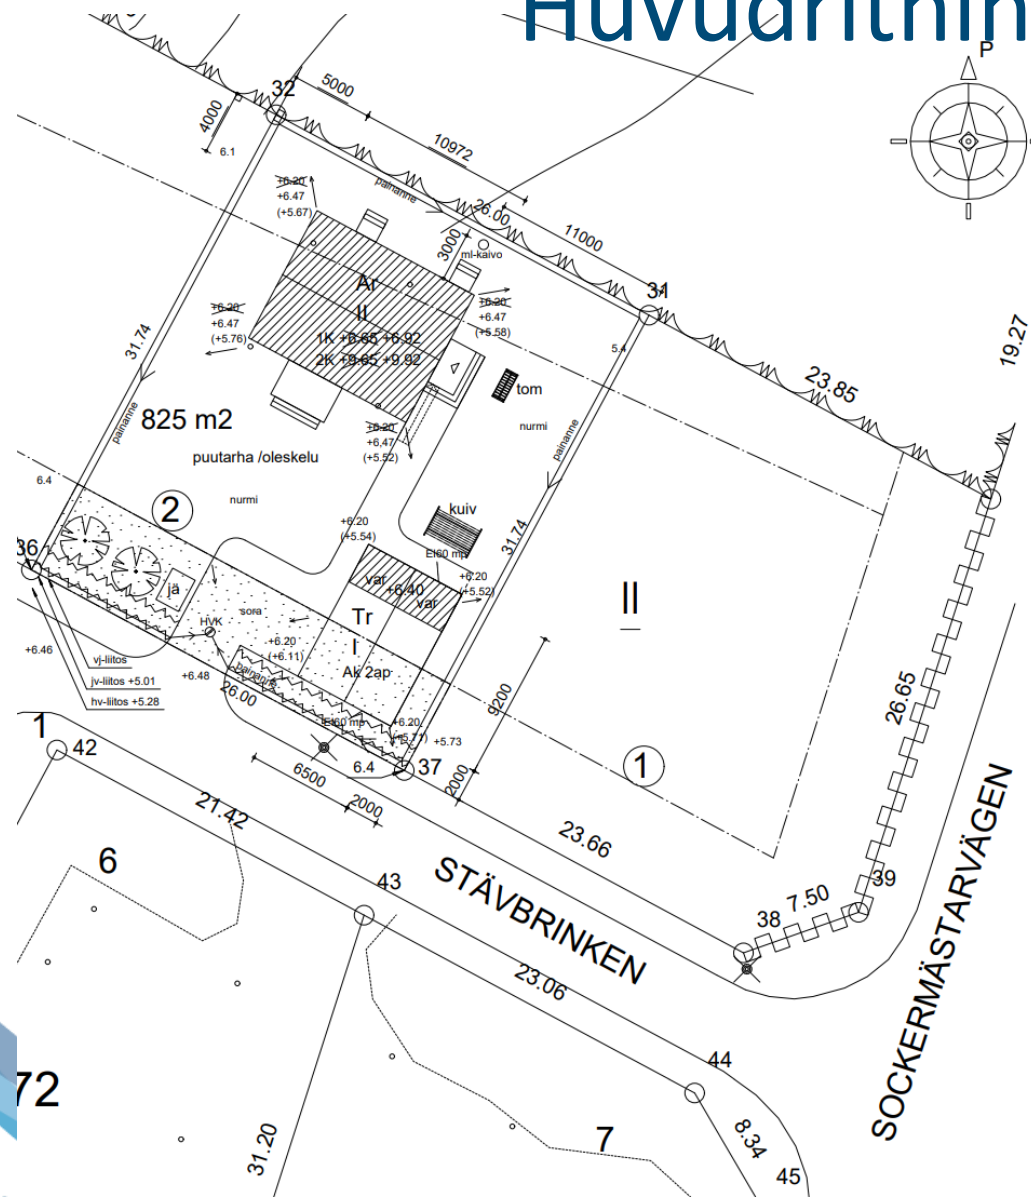 Huvudritnin
P
32
5000
4000
10972
6.1
+6.20
+6.47
(+5.67)
painanne
26.00
11000
3000
ml-kaivo
31
Ar
II
+6.20
+6.47
(+5.58)
+6.20
+6.47
(+5.76)
1K +6.65 +6.92
2K +9.65 +9.92
5.4
19.27
31.74
23.85
tom
painanne
825 m2
nurmi
painanne
+6.20
+6.47
(+5.52)
puutarha /oleskelu
6.4
nurmi
2
kuiv
+6.20
(+5.54)
31.74
36
EI60 mp
var
+6.40
var
+6.20
(+5.52)
jä
II
sora
Tr
I
HVK
+6.20
(+6.11)
+6.46
vj-liitos
jv-liitos +5.01
hv-liitos +5.28
+6.48
painanne
26.00
Ak 2ap
9200
26.65
EI60 mp
+6.20
(+5.71)
+5.73
1
42
6.4
37
1
6500
2000
2000
21.42
23.66
6
43
STÄVBRINKEN
38
7.50
39
SOCKERMÄSTARVÄGEN
23.06
72
44
31.20
7
8.34
45